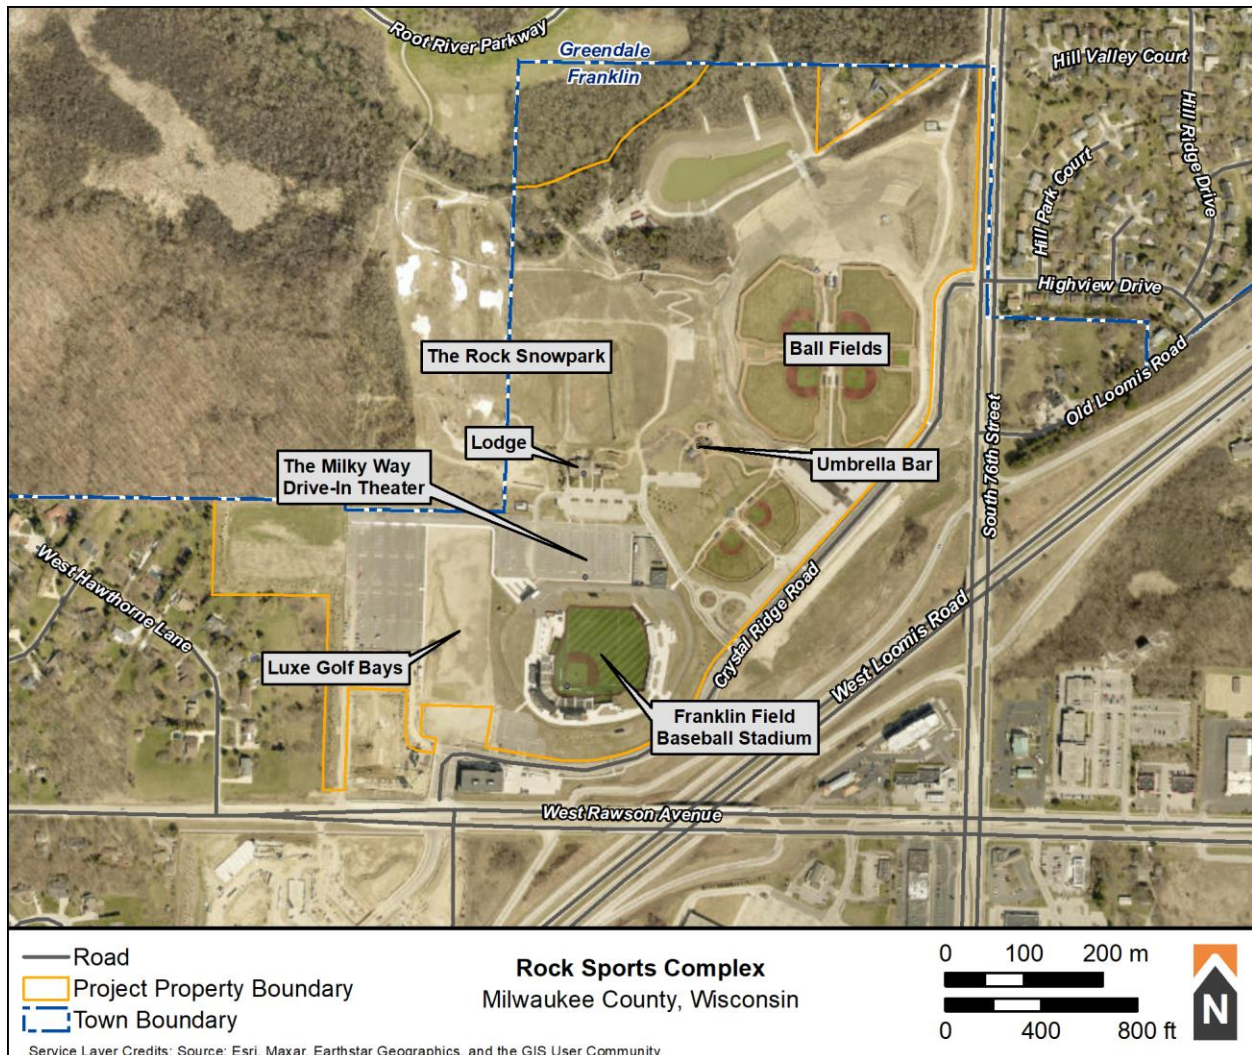 Root River Parkway
Greendale
Franklin
Hill Valley Court
Hill Ridge Drive
Hill Park Court
Highview Drive
The Rock Snowpark
Ball Fields
Old Loomis Road
Lodge
Umbrella Bar
The Milky Way
Drive-In Theater
South 76th Street
West Hawthorne Lane
Crystal Ridge Road
West Loomis Road
Luxe Golf Bays
Franklin Field
Baseball Stadium
West Rawson Avenue
Road
Project Property Boundary
Town Boundary
Rock Sports Complex
Milwaukee County, Wisconsin
0 100 200 m
0 400 800 ft
N
Service Layer Credits: Source: Esri, Maxar, Earthstar Geographics, and the GIS User Community